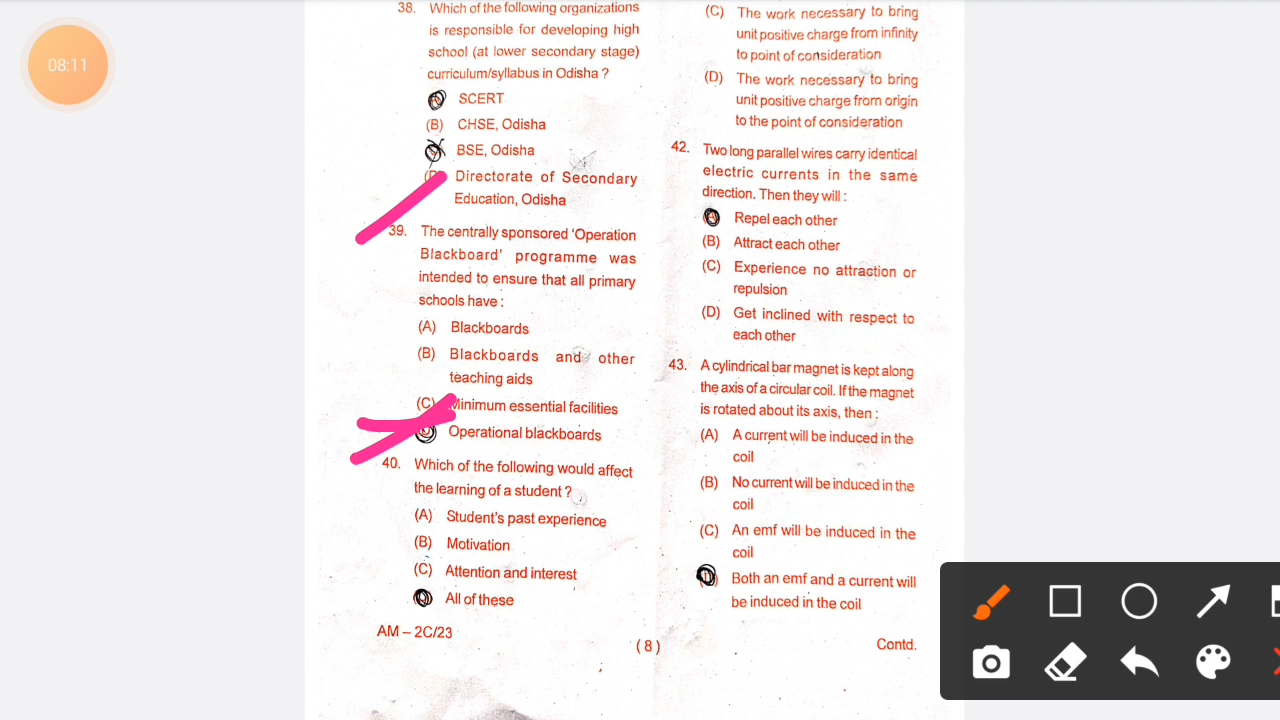 08:11
38. Which of the following organizations
is responsible for developing high
school (at lower secondary stage)
curriculum/syllabus in Odisha ?
SCERT
(B) CHSE, Odisha
BSE, Odisha
Directorate of Secondary
Education, Odisha
39. The centrally sponsored 'Operation
Blackboard' programme was
intended to ensure that all primary
schools have :
(A) Blackboards
(B) Blackboards and other
teaching aids
(C) Minimum essential facilities
Operational blackboards
40. Which of the following would affect
the learning of a student ?
(A) Student's past experience
(B) Motivation
(C) Attention and interest
All of these
AM – 2C/23
(C) The work necessary to bring
unit positive charge from infinity
to point of consideration
(D) The work necessary to bring
unit positive charge from origin
to the point of consideration
42. Two long parallel wires carry identical
electric currents in the same
direction. Then they will :
Repel each other
(B) Attract each other
(C) Experience no attraction or
repulsion
(D) Get inclined with respect to
each other
43. A cylindrical bar magnet is kept along
the axis of a circular coil. If the magnet
is rotated about its axis, then :
(A) A current will be induced in the
coil
(B) No current will be induced in the
coil
(C) An emf will be induced in the
coil
Both an emf and a current will
be induced in the coil
( 8 )
Contd.